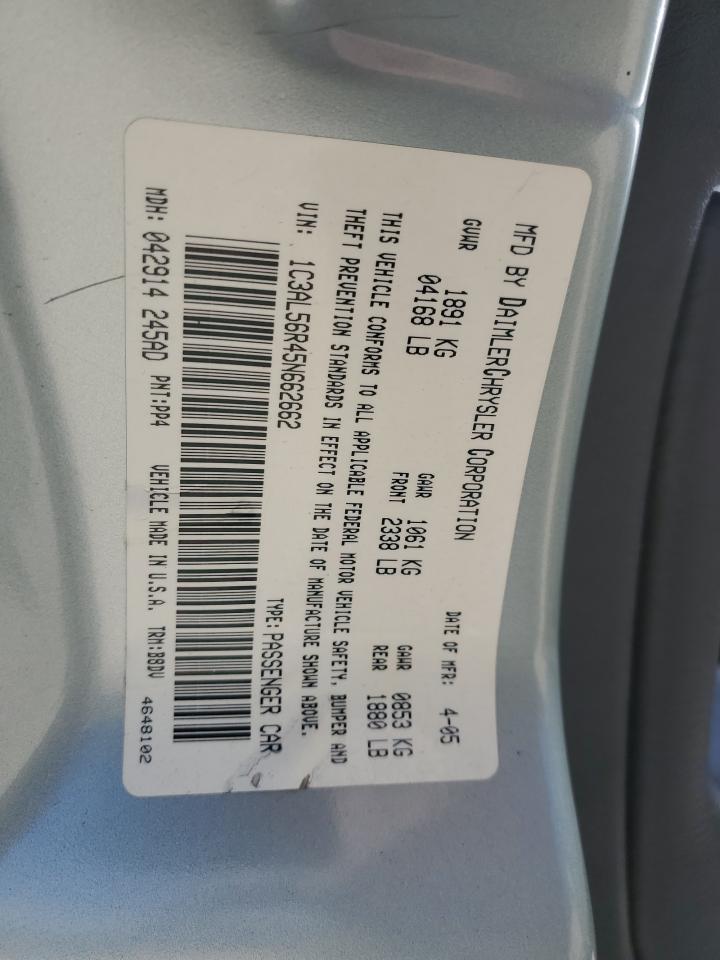 MFD BY DAIMLERCHRYSLER CORPORATION
DATE OF MFR: 4-05
GVWR 1891 KG
04168 LB
GAWR FRONT 1061 KG
2338 LB
GAWR REAR 0853 KG
1880 LB
THIS VEHICLE CONFORMS TO ALL APPLICABLE FEDERAL MOTOR VEHICLE SAFETY, BUMPER AND
THEFT PREVENTION STANDARDS IN EFFECT ON THE DATE OF MANUFACTURE SHOWN ABOVE.
VIN: 1C3AL56R45N662662
TYPE: PASSENGER CAR
MDH: 042914 245AD PNT:PP4 VEHICLE MADE IN U.S.A. TRM:B8DV
4648102